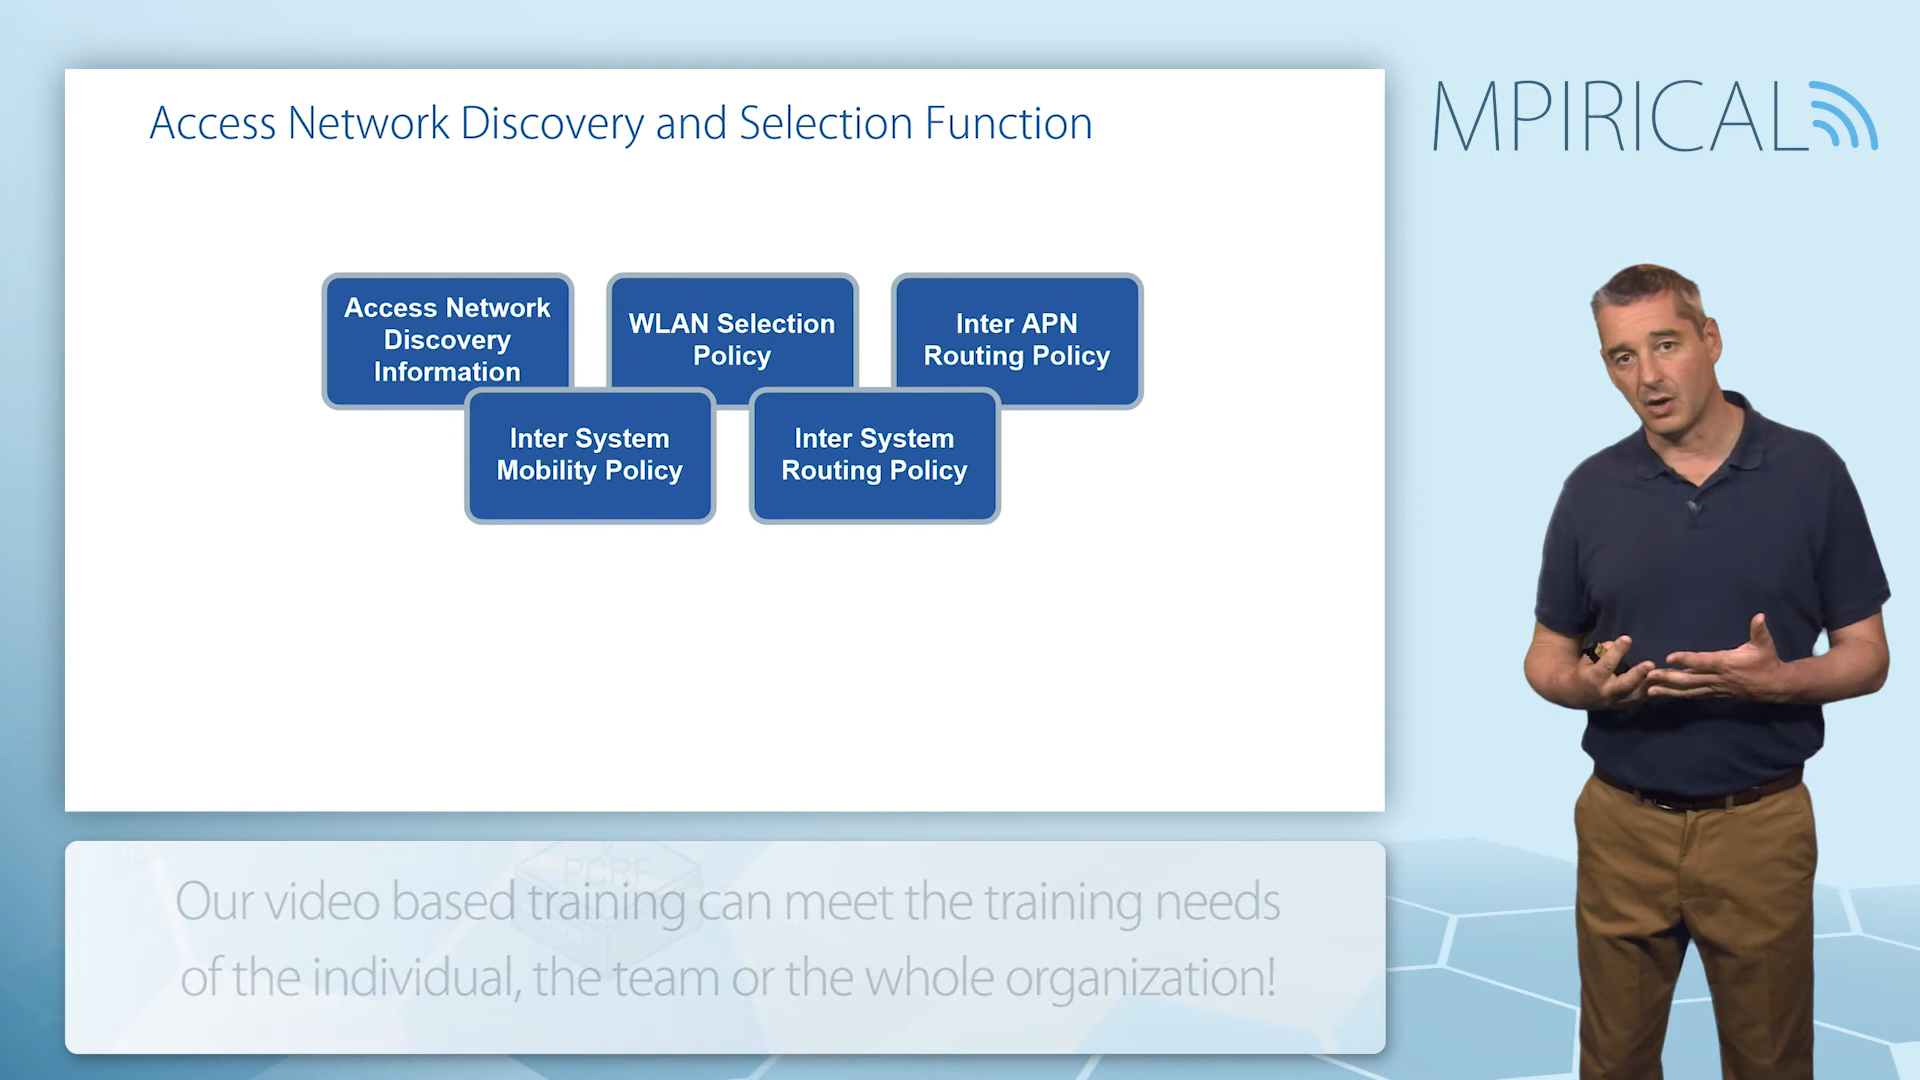 Access Network Discovery and Selection Function
MPIRICAL
Access Network
Discovery
Information
WLAN Selection
Policy
Inter APN
Routing Policy
Inter System
Mobility Policy
Inter System
Routing Policy
PCRF
Our video based training can meet the training needs
of the individual, the team or the whole organization!